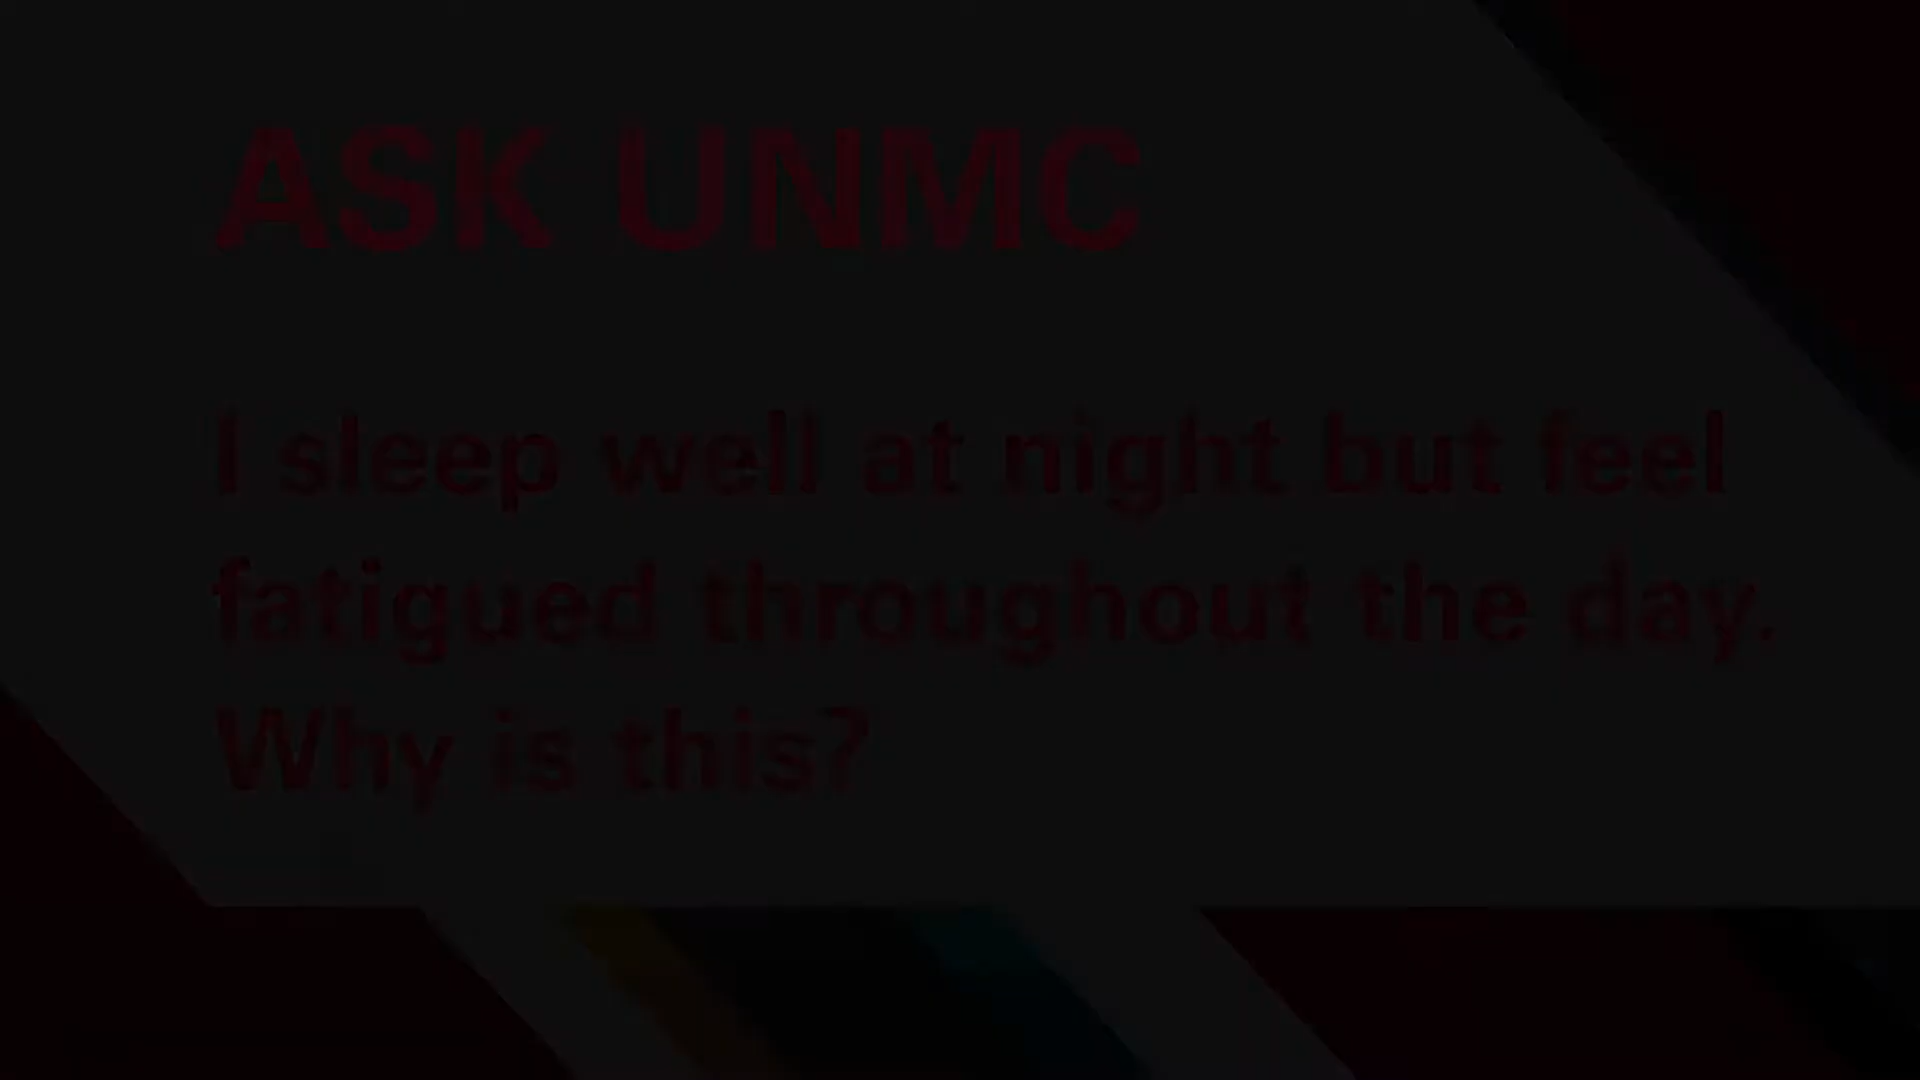 ASK UNMC
I sleep well at night but feel
fatigued throughout the day.
Why is this?